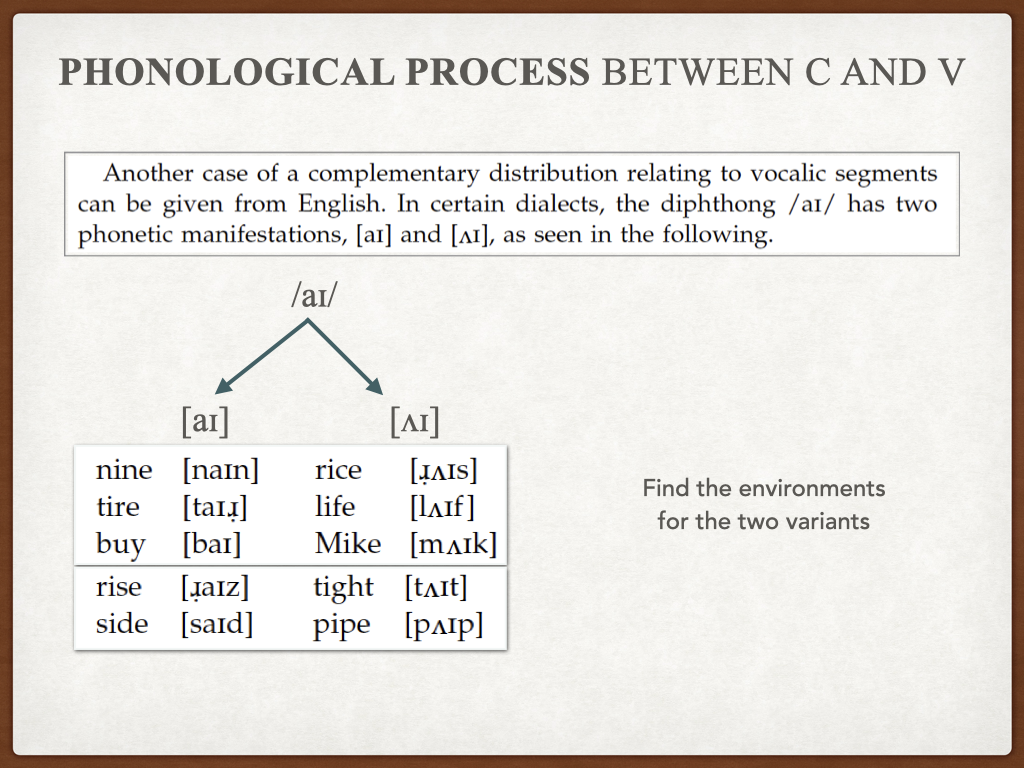 PHONOLOGICAL PROCESS BETWEEN C AND V
Another case of a complementary distribution relating to vocalic segments
can be given from English. In certain dialects, the diphthong /aɪ/ has two
phonetic manifestations, [aɪ] and [ʌɪ], as seen in the following.
/aɪ/
[aɪ] [ʌɪ]
nine [naɪn] rice [ɹ̣ʌɪs]
tire [taɪɹ̣] life [lʌɪf]
buy [baɪ] Mike [mʌɪk]
rise [ɹ̣aɪz] tight [tʌɪt]
side [saɪd] pipe [pʌɪp]
Find the environments
for the two variants